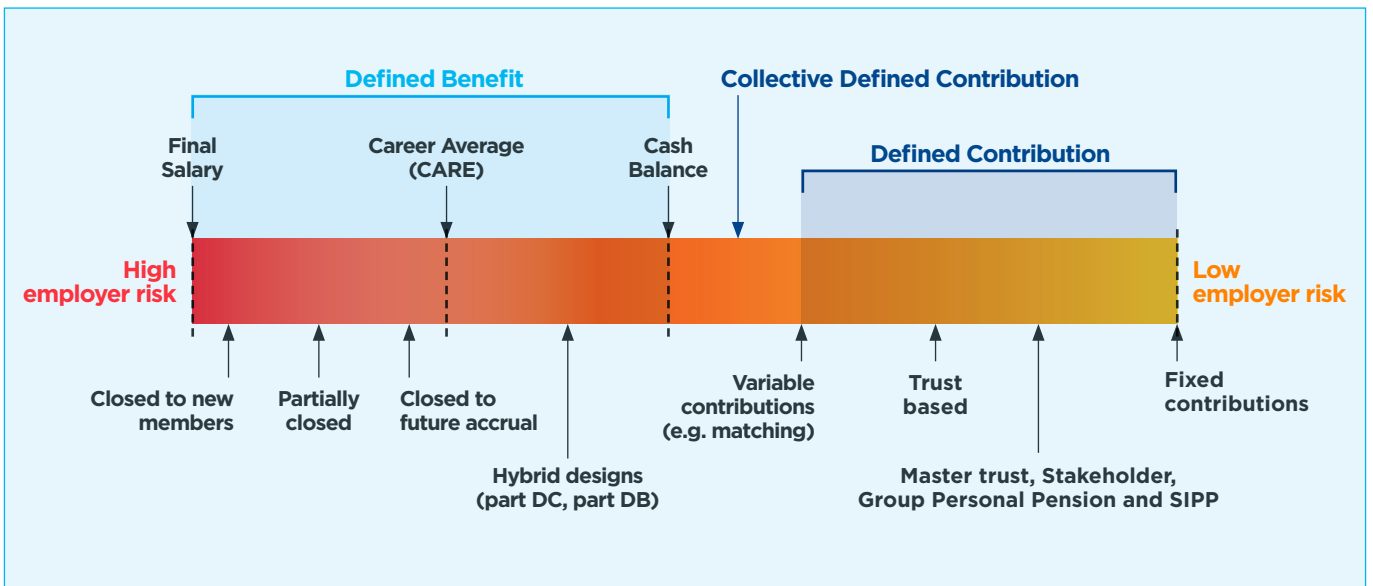 Defined Benefit
Collective Defined Contribution
Final
Salary
Career Average
(CARE)
Cash
Balance
Defined Contribution
High
employer risk
Low
employer risk
Closed to new
members
Partially
closed
Closed to
future accrual
Hybrid designs
(part DC, part DB)
Variable
contributions
(e.g. matching)
Trust
based
Master trust, Stakeholder,
Group Personal Pension and SIPP
Fixed
contributions